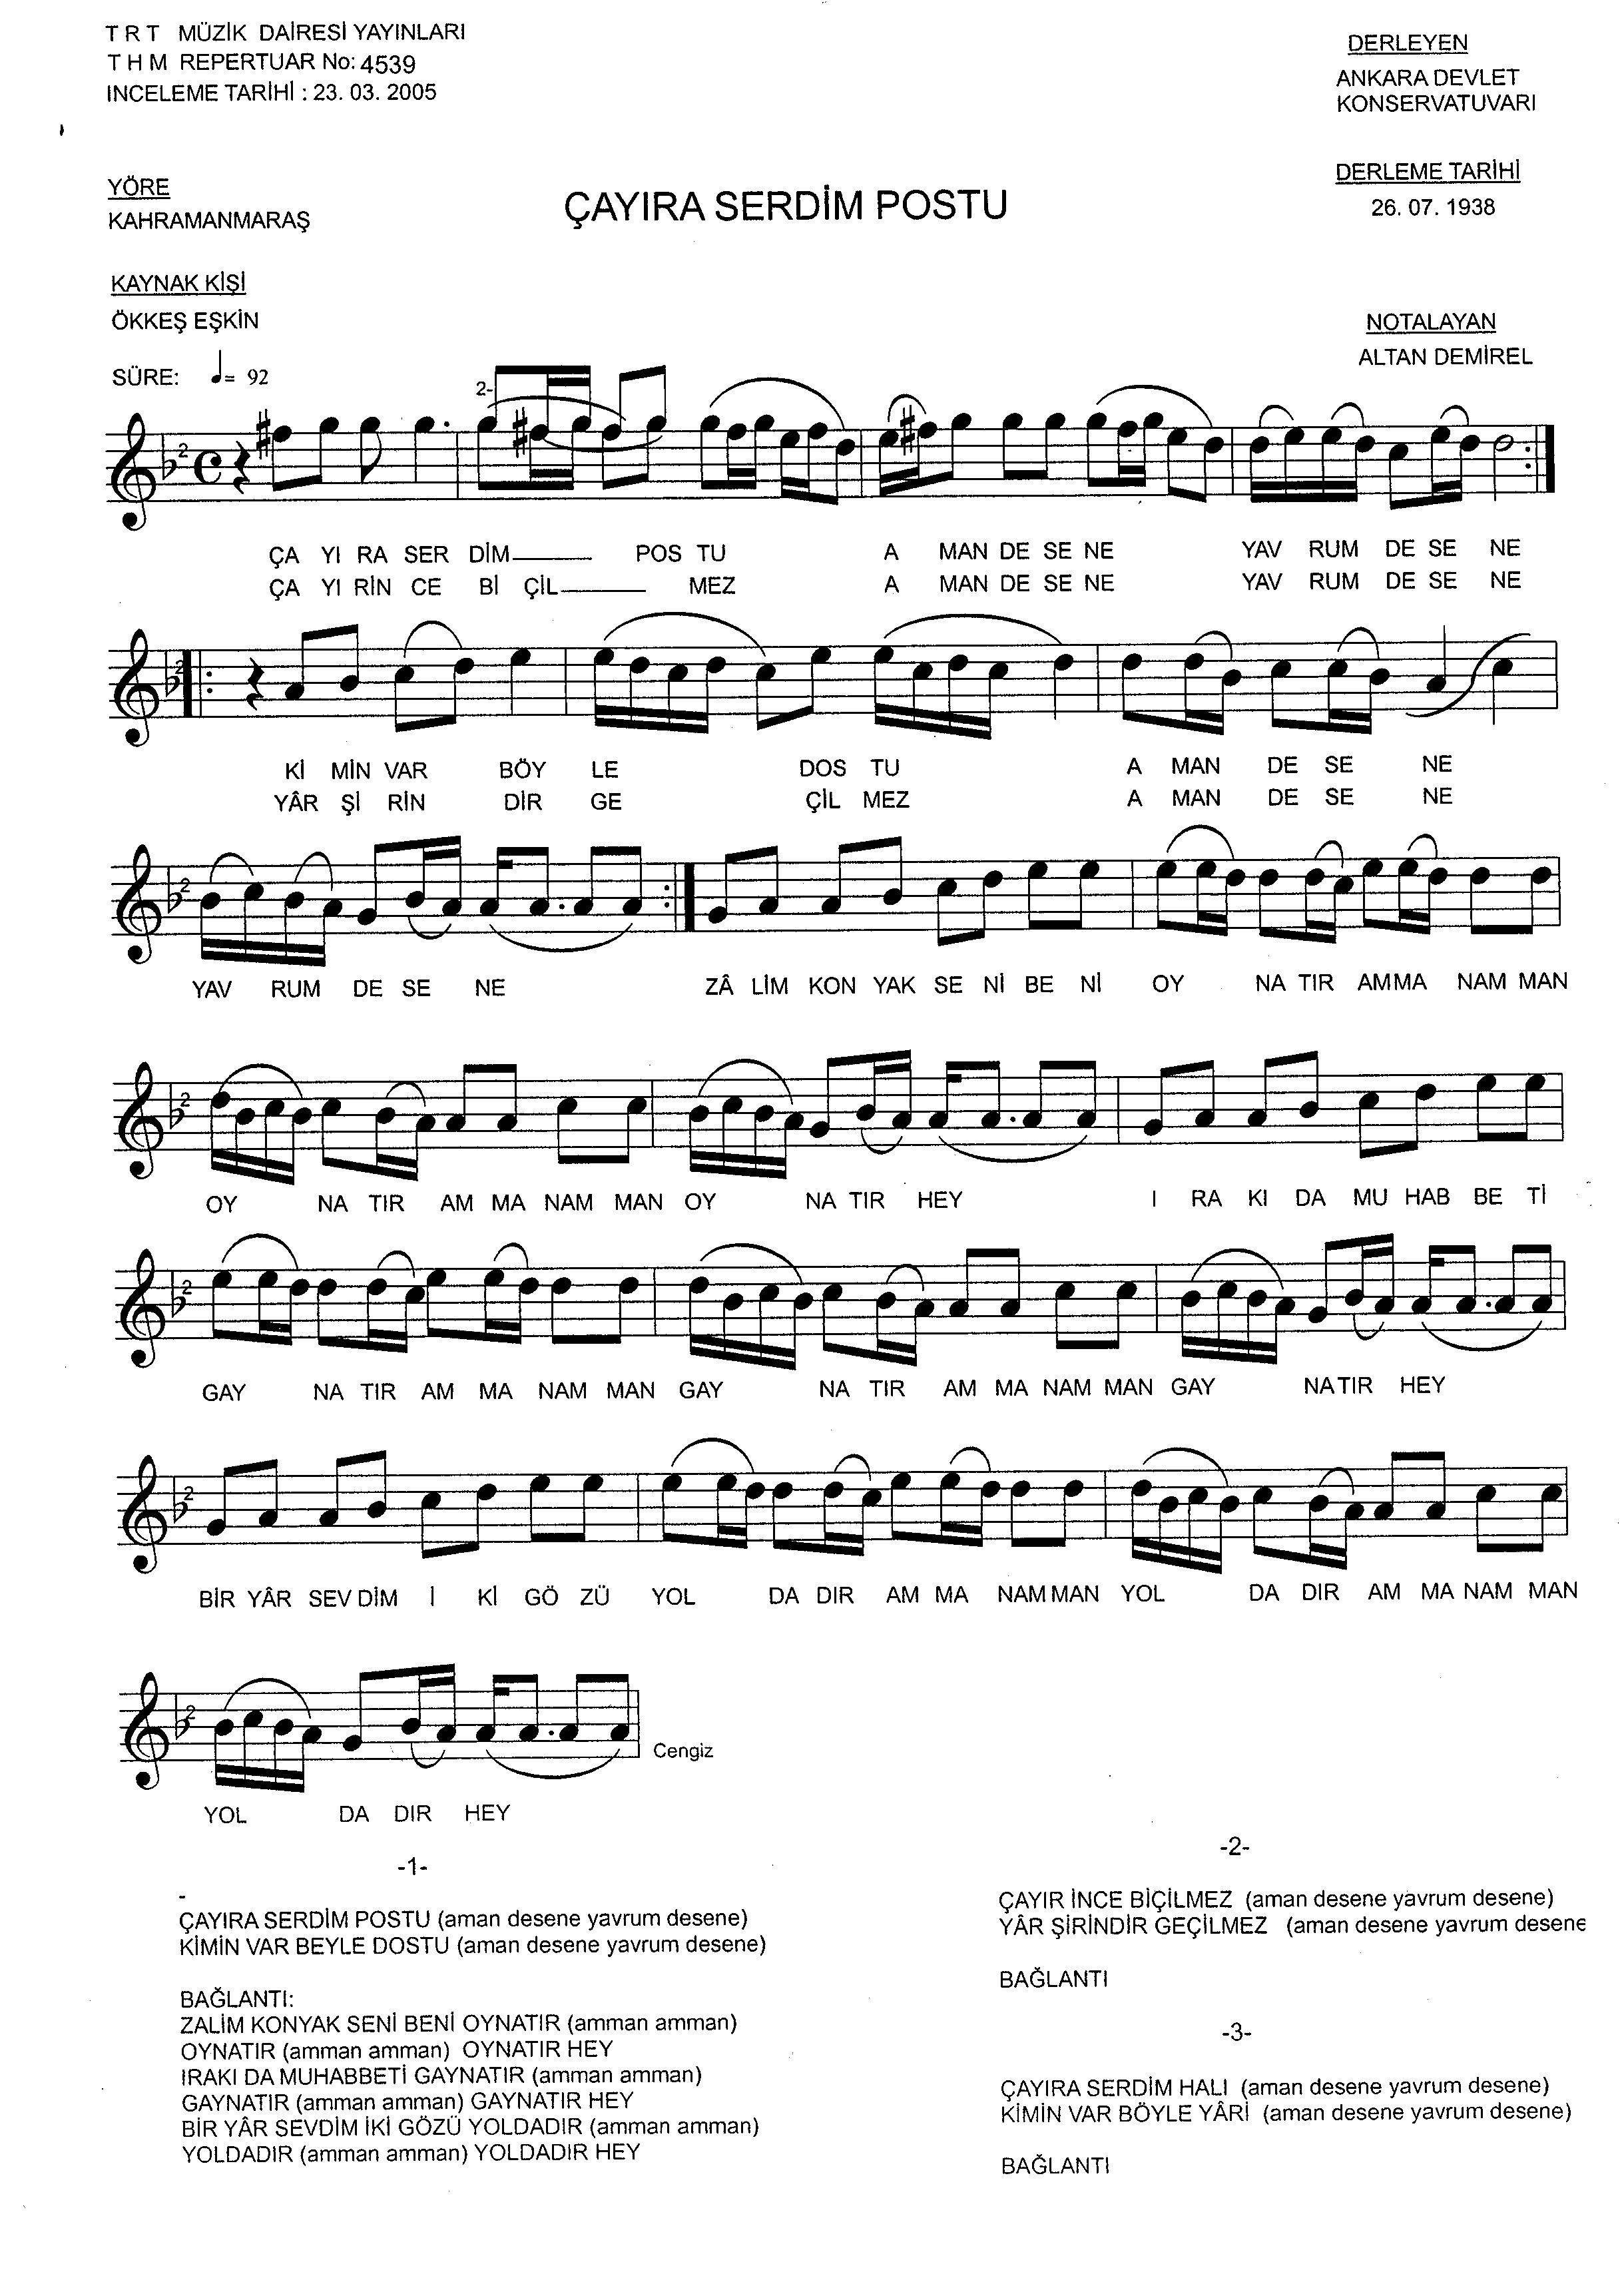 T R T MÜZİK DAİRESİ YAYINLARI
T H M REPERTUAR No: 4539
INCELEME TARİHİ : 23. 03. 2005
DERLEYEN
ANKARA DEVLET
KONSERVATUVARI
YÖRE
KAHRAMANMARAŞ
ÇAYIRA SERDİM POSTU
DERLEME TARİHİ
26. 07. 1938
KAYNAK KİŞİ
ÖKKEŞ EŞKİN
NOTALAYAN
ALTAN DEMİREL
SÜRE: ♩= 92
2-
ÇA YI RA SER DİM POS TU A MAN DE SE NE YAV RUM DE SE NE
ÇA YI RİN CE Bİ ÇİL MEZ A MAN DE SE NE YAV RUM DE SE NE
Kİ MİN VAR BÖY LE DOS TU A MAN DE SE NE
YÂR Şİ RİN DİR GE ÇİL MEZ A MAN DE SE NE
YAV RUM DE SE NE ZÂ LİM KON YAK SE Nİ BE Nİ OY NA TIR AMMA NAM MAN
OY NA TIR AM MA NAM MAN OY NA TIR HEY I RA KI DA MU HAB BE Tİ
GAY NA TIR AM MA NAM MAN GAY NA TIR AM MA NAM MAN GAY NATIR HEY
BİR YÂR SEV DİM İ Kİ GÖ ZÜ YOL DA DIR AM MA NAM MAN YOL DA DIR AM MA NAM MAN
Cengiz
YOL DA DIR HEY
-1-
ÇAYIRA SERDİM POSTU (aman desene yavrum desene)
KİMİN VAR BEYLE DOSTU (aman desene yavrum desene)
BAĞLANTI:
ZALİM KONYAK SENİ BENİ OYNATIR (amman amman)
OYNATIR (amman amman) OYNATIR HEY
IRAKI DA MUHABBETİ GAYNATIR (amman amman)
GAYNATIR (amman amman) GAYNATIR HEY
BİR YÂR SEVDİM İKİ GÖZÜ YOLDADIR (amman amman)
YOLDADIR (amman amman) YOLDADIR HEY
-2-
ÇAYIR İNCE BİÇİLMEZ (aman desene yavrum desene)
YÂR ŞİRİNDİR GEÇİLMEZ (aman desene yavrum desene
BAĞLANTI
-3-
ÇAYIRA SERDİM HALI (aman desene yavrum desene)
KİMİN VAR BÖYLE YÂRİ (aman desene yavrum desene)
BAĞLANTI